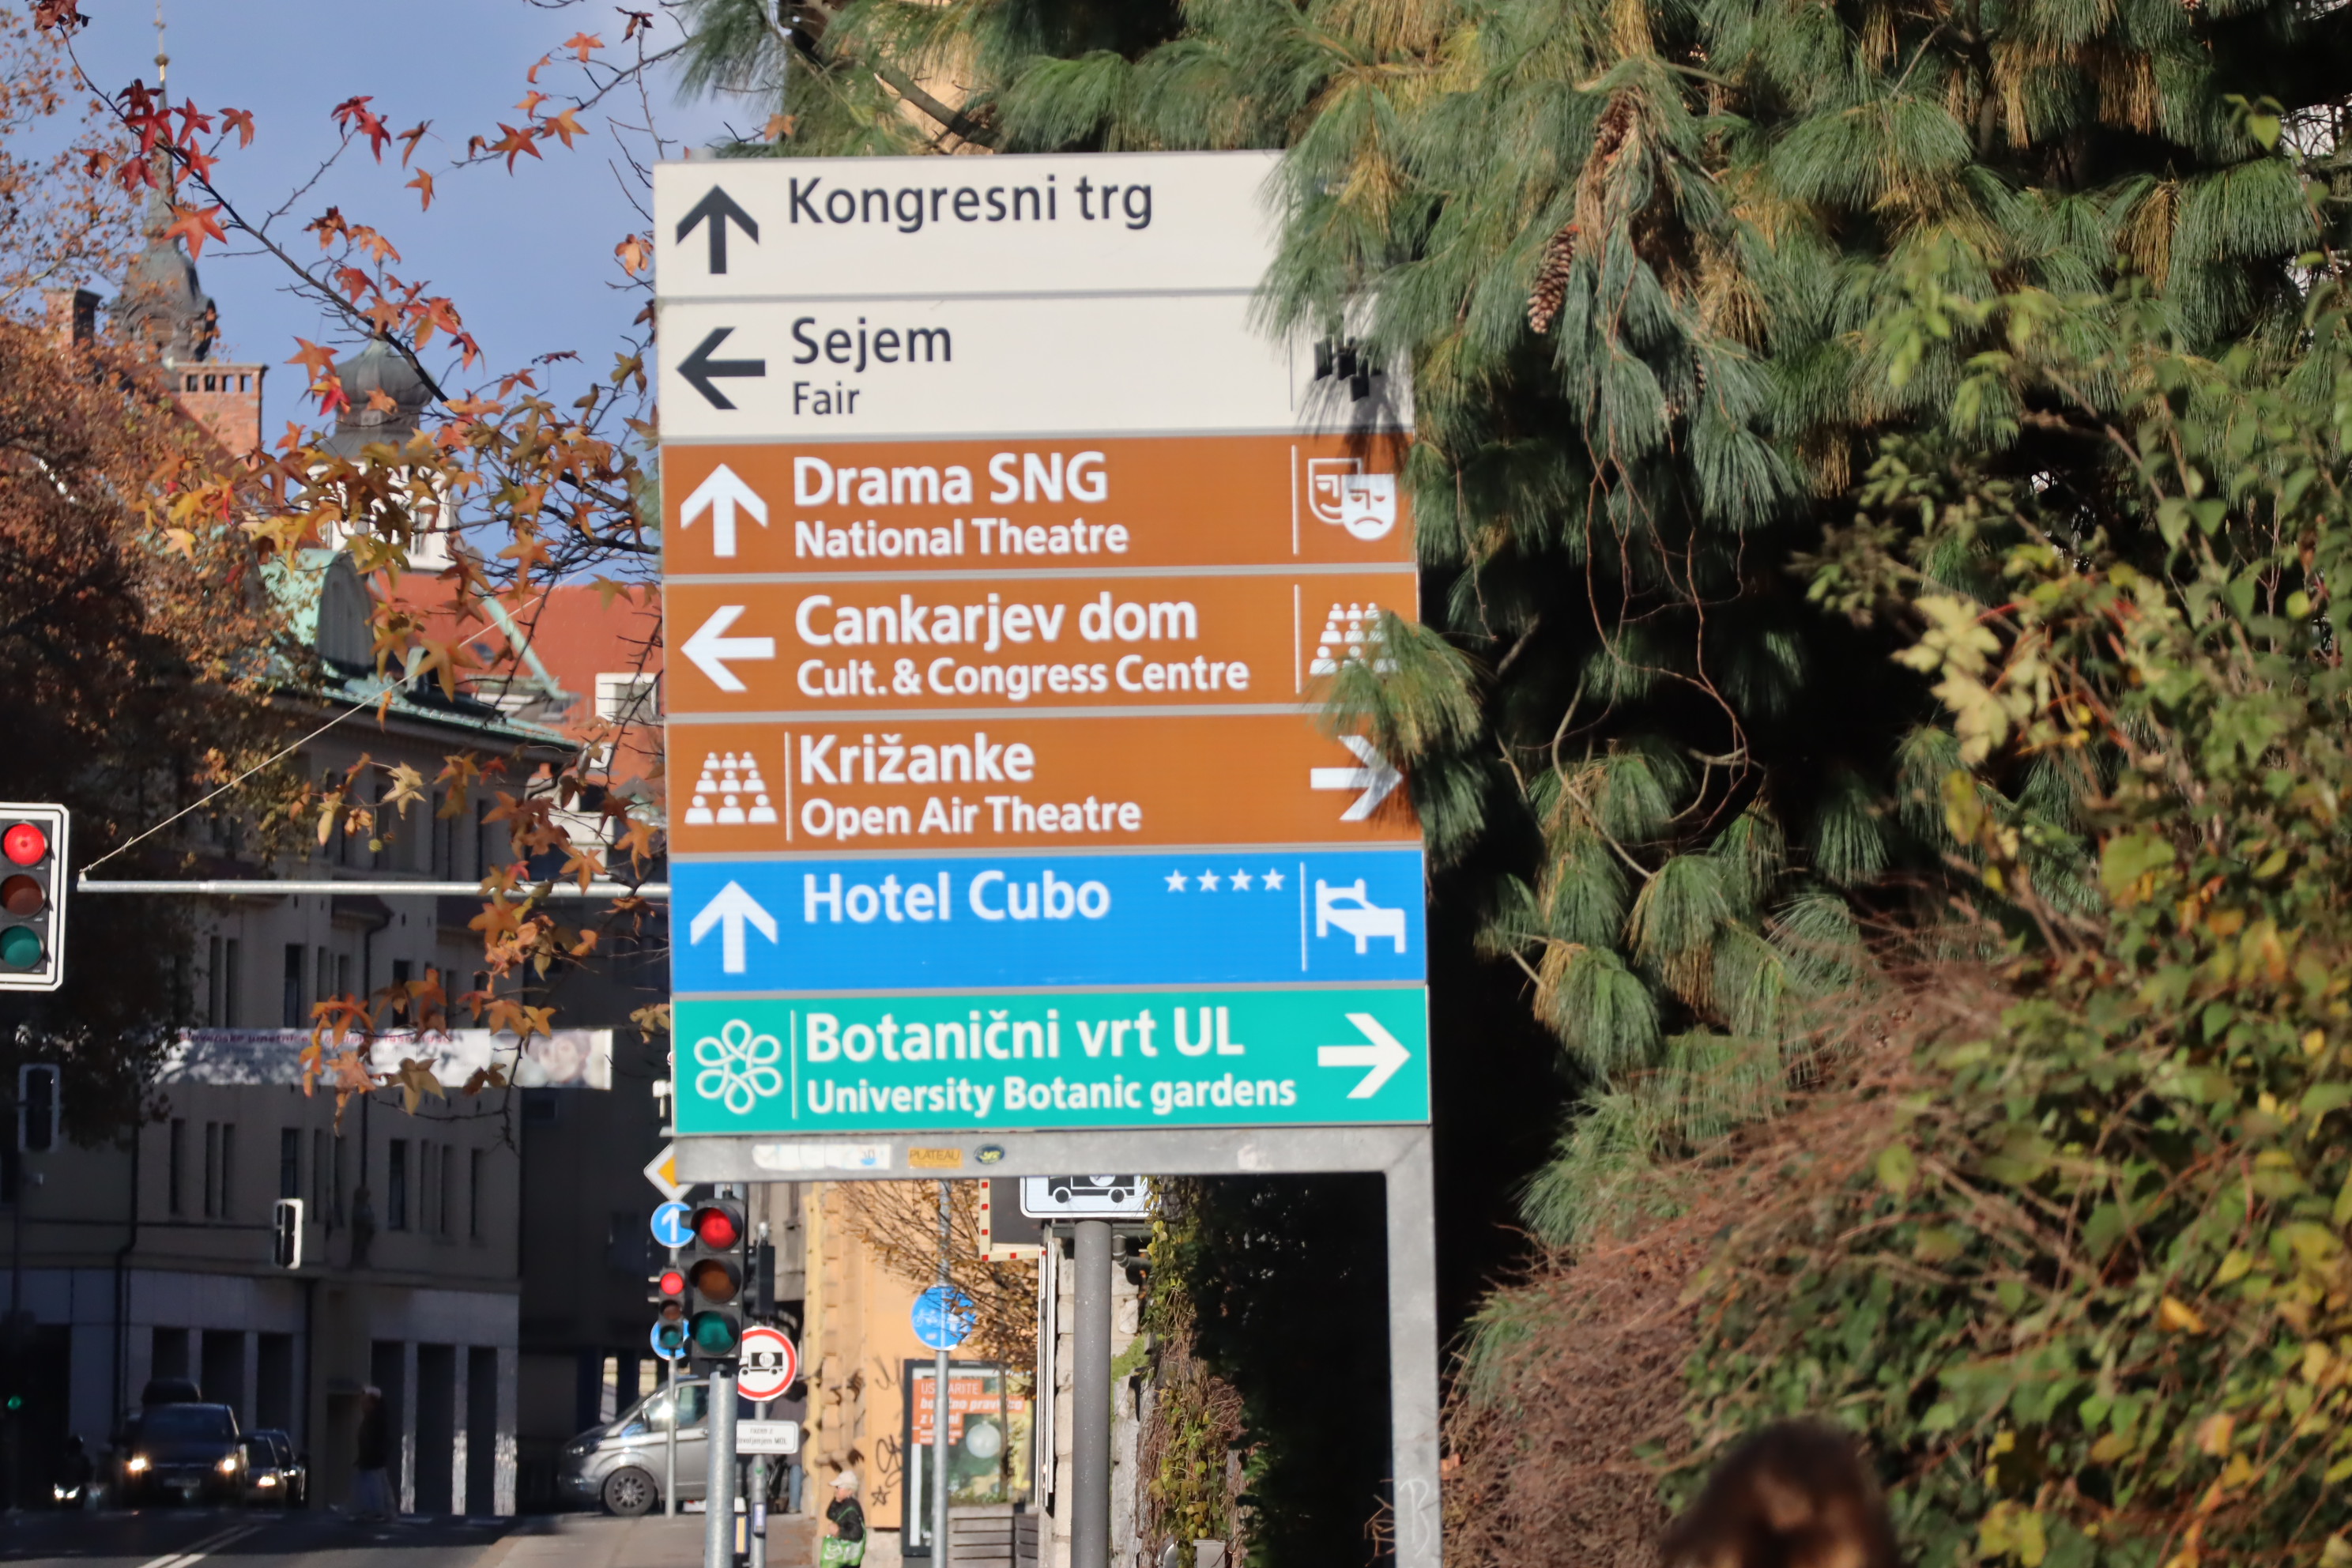 Kongresni trg
Sejem
Fair
Drama SNG
National Theatre
Cankarjev dom
Cult. & Congress Centre
Križanke
Open Air Theatre
Hotel Cubo ****
Botanični vrt UL
University Botanic gardens
PLATEAU